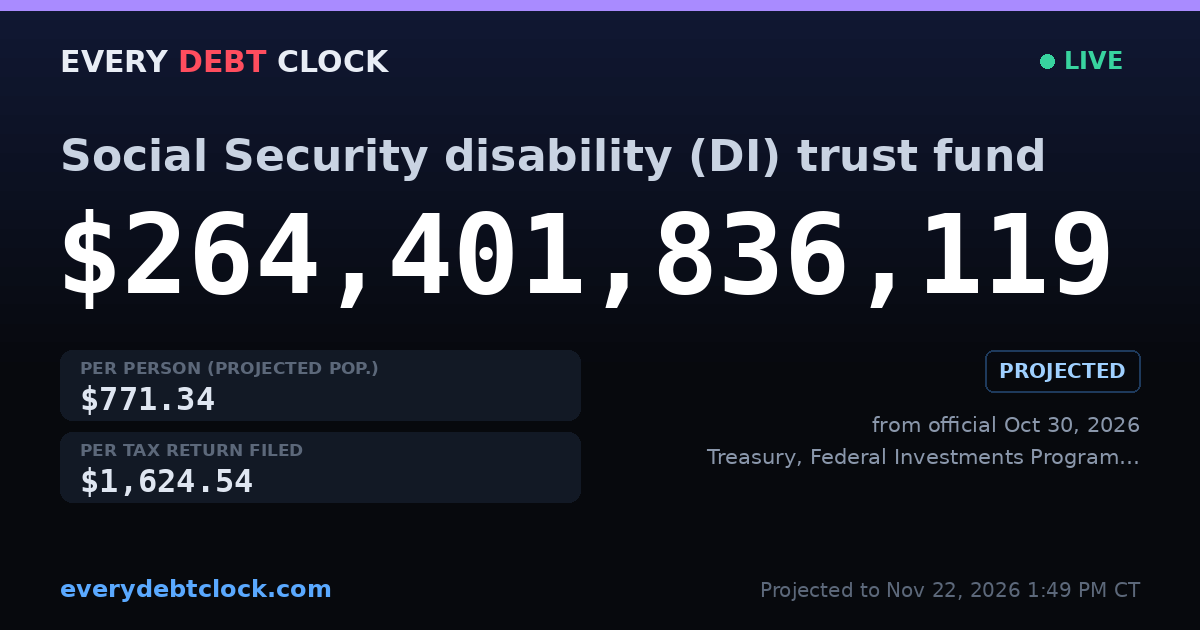 EVERY DEBT CLOCK
LIVE
Social Security disability (DI) trust fund
$264,401,836,119
PER PERSON (PROJECTED POP.)
$771.34
PER TAX RETURN FILED
$1,624.54
PROJECTED
from official Oct 30, 2026
Treasury, Federal Investments Program…
everydebtclock.com
Projected to Nov 22, 2026 1:49 PM CT